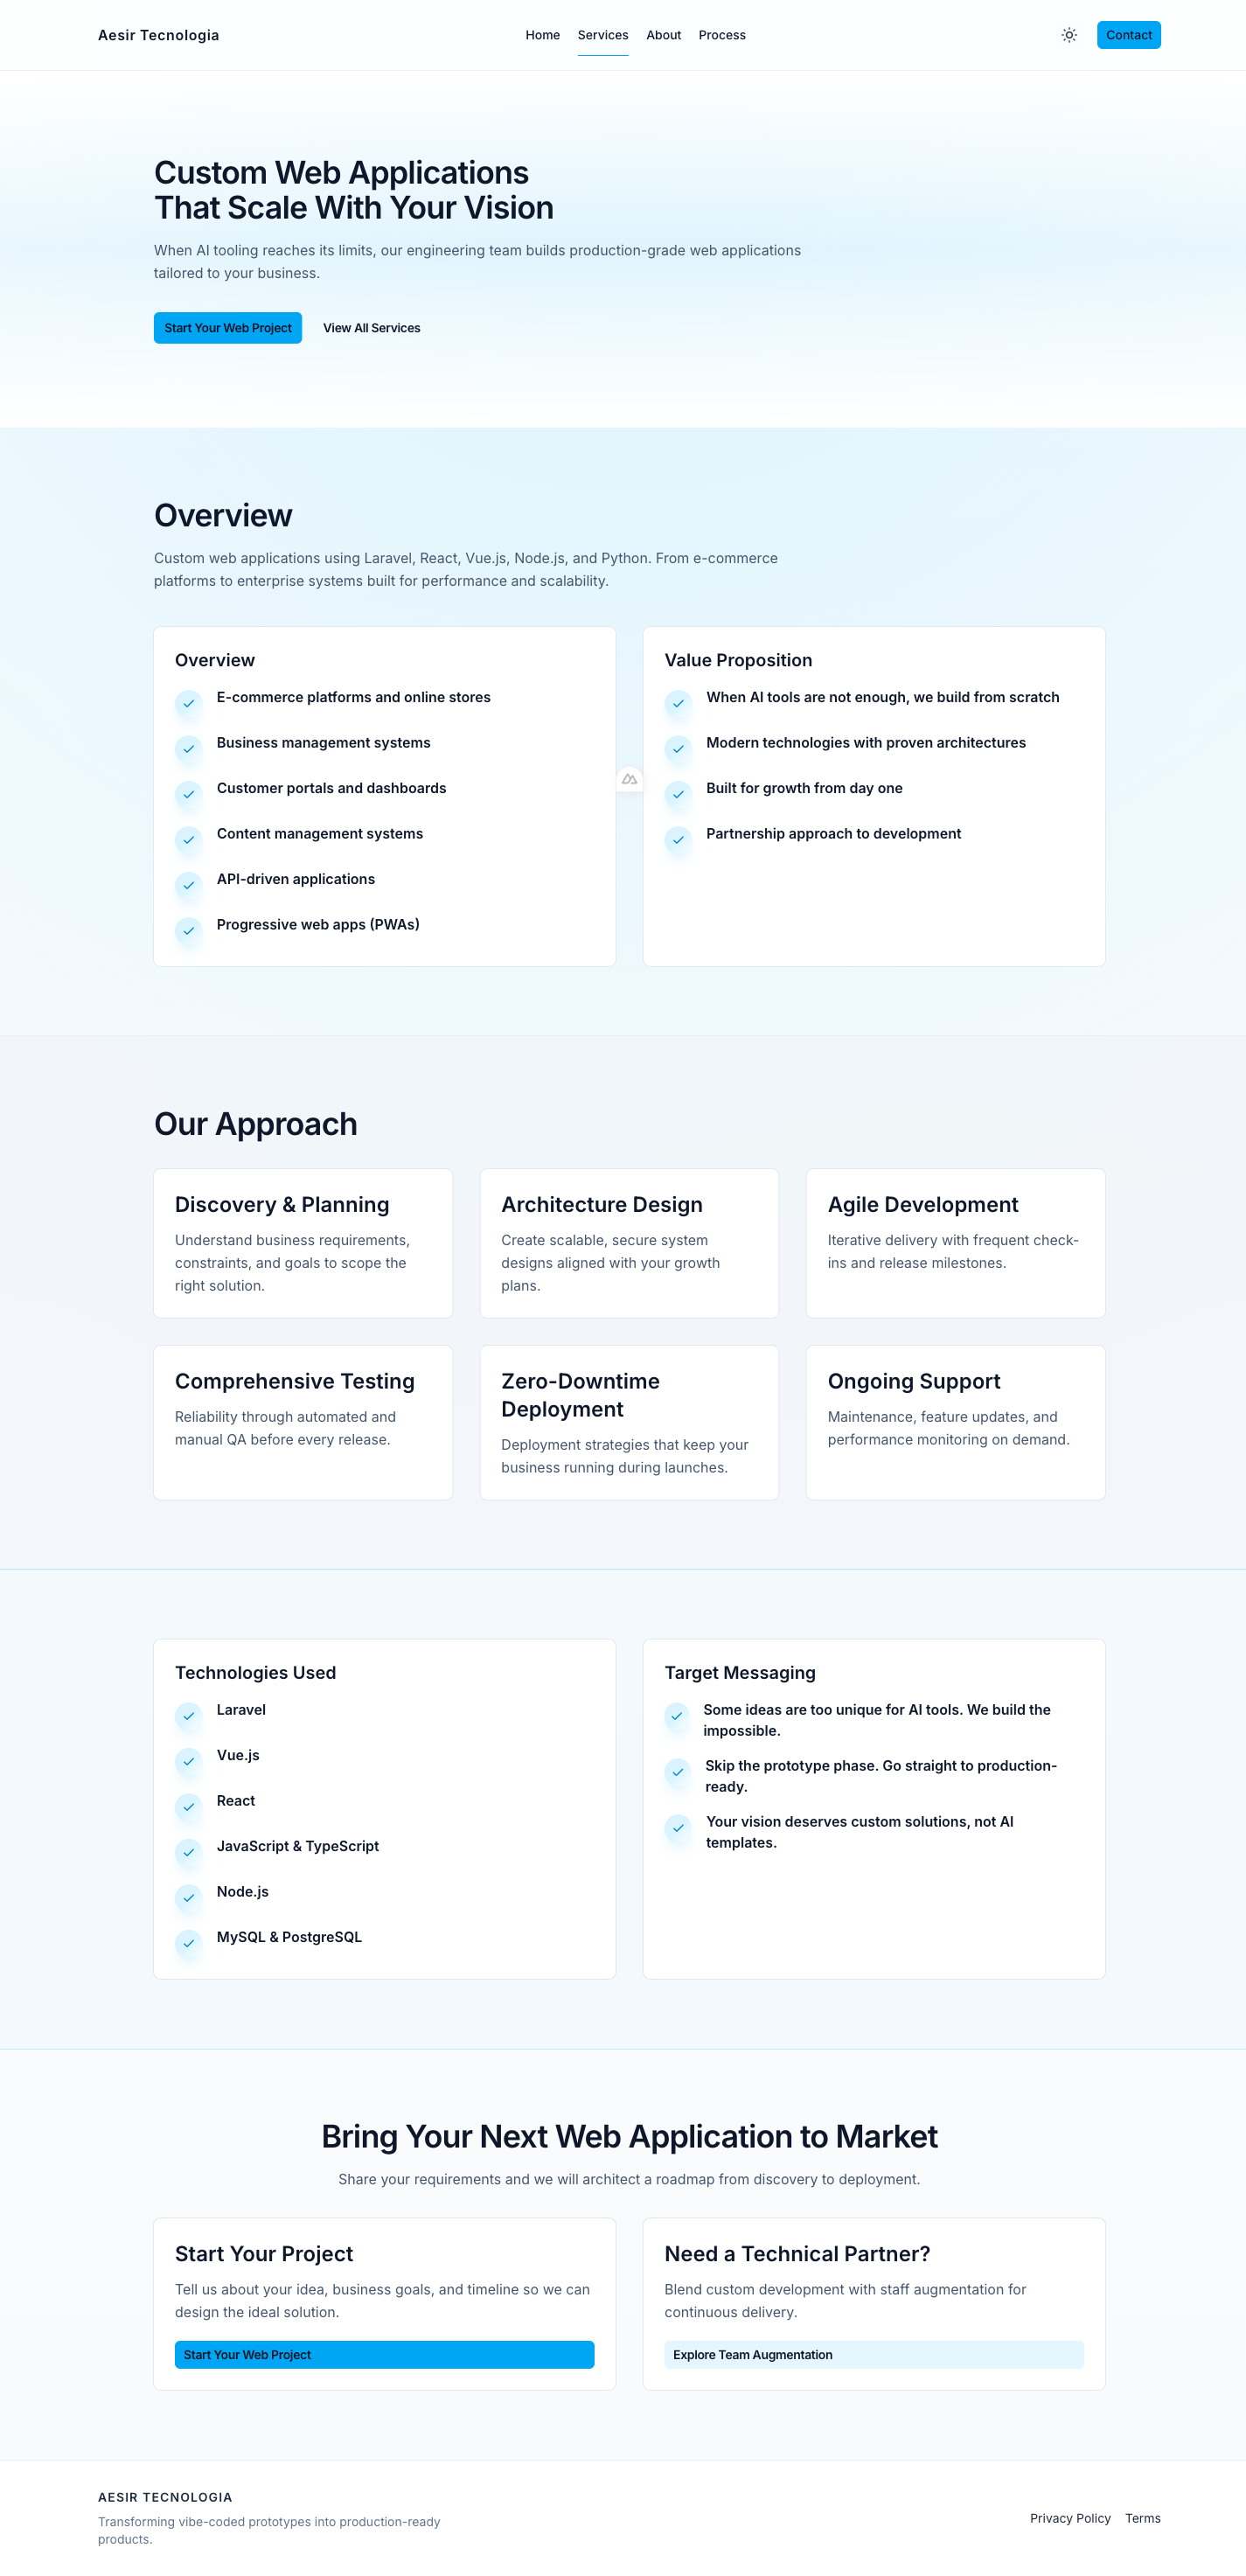 Aesir Tecnologia
Home Services About Process
Contact
Custom Web Applications
That Scale With Your Vision
When AI tooling reaches its limits, our engineering team builds production-grade web applications
tailored to your business.
Start Your Web Project
View All Services
Overview
Custom web applications using Laravel, React, Vue.js, Node.js, and Python. From e-commerce
platforms to enterprise systems built for performance and scalability.
Overview
E-commerce platforms and online stores
Business management systems
Customer portals and dashboards
Content management systems
API-driven applications
Progressive web apps (PWAs)
Value Proposition
When AI tools are not enough, we build from scratch
Modern technologies with proven architectures
Built for growth from day one
Partnership approach to development
Our Approach
Discovery & Planning
Understand business requirements,
constraints, and goals to scope the
right solution.
Architecture Design
Create scalable, secure system
designs aligned with your growth
plans.
Agile Development
Iterative delivery with frequent check-
ins and release milestones.
Comprehensive Testing
Reliability through automated and
manual QA before every release.
Zero-Downtime
Deployment
Deployment strategies that keep your
business running during launches.
Ongoing Support
Maintenance, feature updates, and
performance monitoring on demand.
Technologies Used
Laravel
Vue.js
React
JavaScript & TypeScript
Node.js
MySQL & PostgreSQL
Target Messaging
Some ideas are too unique for AI tools. We build the
impossible.
Skip the prototype phase. Go straight to production-
ready.
Your vision deserves custom solutions, not AI
templates.
Bring Your Next Web Application to Market
Share your requirements and we will architect a roadmap from discovery to deployment.
Start Your Project
Tell us about your idea, business goals, and timeline so we can
design the ideal solution.
Start Your Web Project
Need a Technical Partner?
Blend custom development with staff augmentation for
continuous delivery.
Explore Team Augmentation
AESIR TECNOLOGIA
Transforming vibe-coded prototypes into production-ready
products.
Privacy Policy Terms